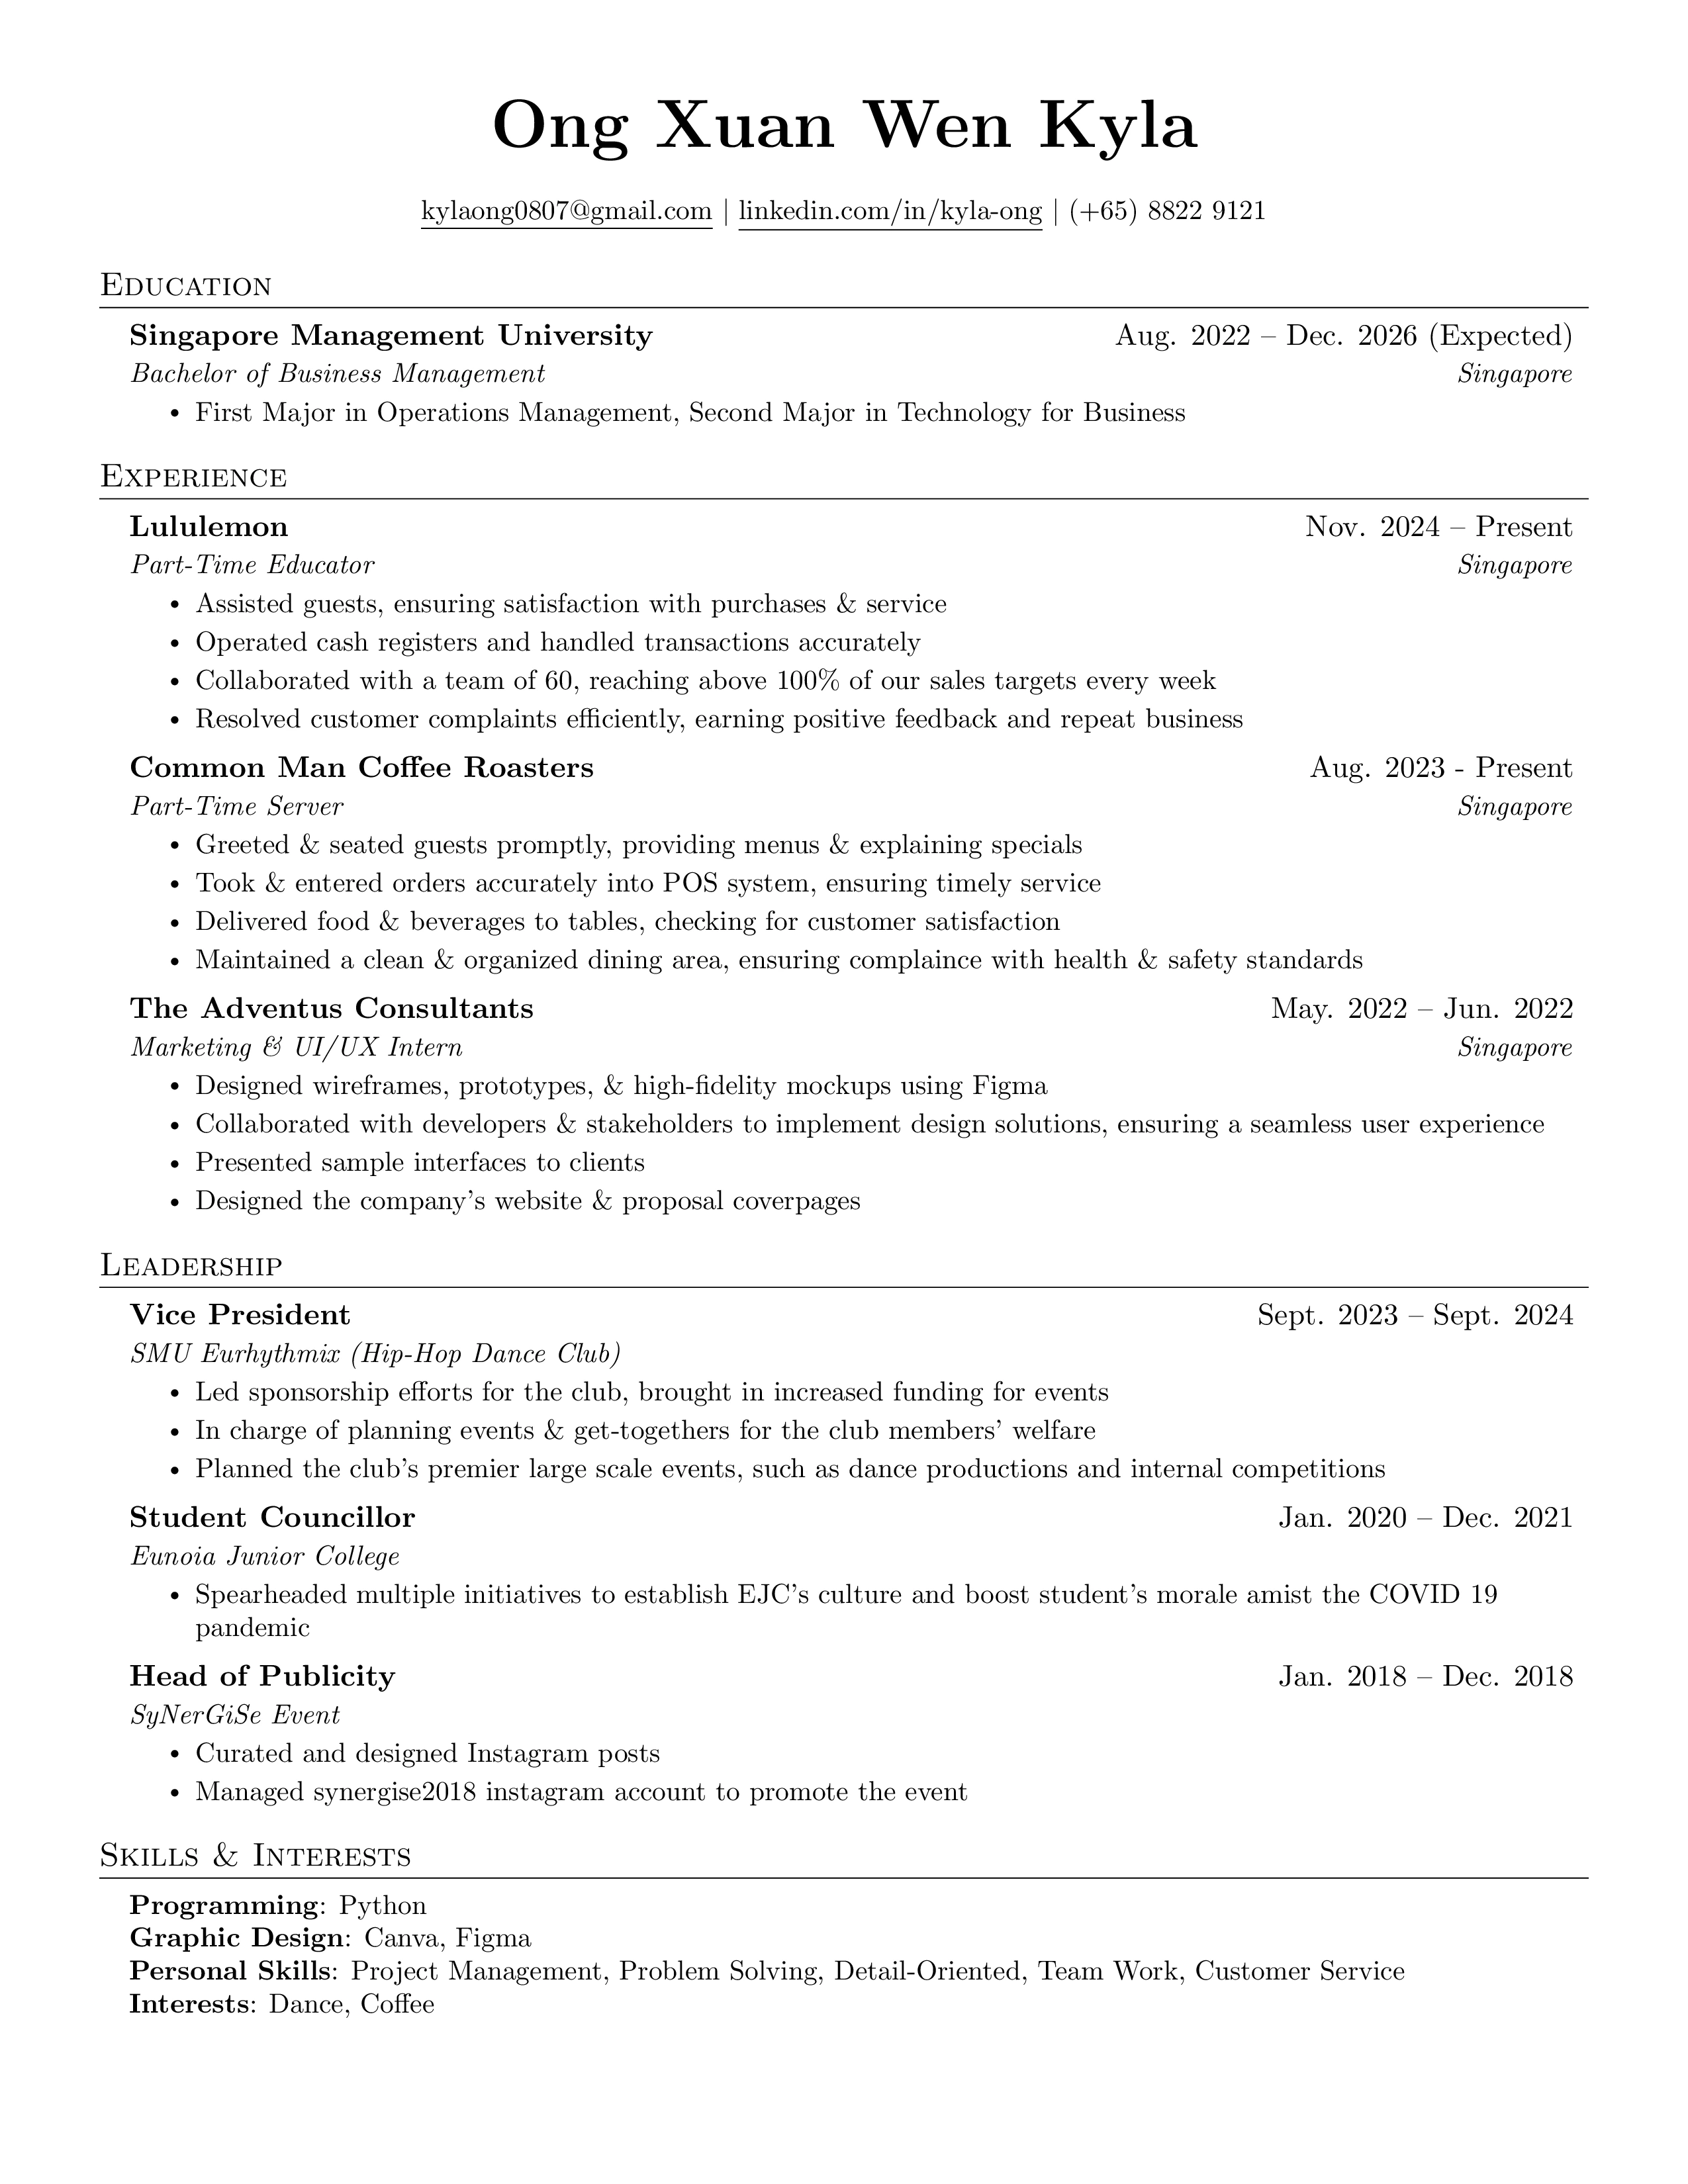 Ong Xuan Wen Kyla
kylaong0807@gmail.com | linkedin.com/in/kyla-ong | (+65) 8822 9121
Education
Singapore Management University Aug. 2022 – Dec. 2026 (Expected)
Bachelor of Business Management Singapore
• First Major in Operations Management, Second Major in Technology for Business
Experience
Lululemon Nov. 2024 – Present
Part-Time Educator Singapore
• Assisted guests, ensuring satisfaction with purchases & service
• Operated cash registers and handled transactions accurately
• Collaborated with a team of 60, reaching above 100% of our sales targets every week
• Resolved customer complaints efficiently, earning positive feedback and repeat business
Common Man Coffee Roasters Aug. 2023 - Present
Part-Time Server Singapore
• Greeted & seated guests promptly, providing menus & explaining specials
• Took & entered orders accurately into POS system, ensuring timely service
• Delivered food & beverages to tables, checking for customer satisfaction
• Maintained a clean & organized dining area, ensuring complaince with health & safety standards
The Adventus Consultants May. 2022 – Jun. 2022
Marketing & UI/UX Intern Singapore
• Designed wireframes, prototypes, & high-fidelity mockups using Figma
• Collaborated with developers & stakeholders to implement design solutions, ensuring a seamless user experience
• Presented sample interfaces to clients
• Designed the company's website & proposal coverpages
Leadership
Vice President Sept. 2023 – Sept. 2024
SMU Eurhythmix (Hip-Hop Dance Club)
• Led sponsorship efforts for the club, brought in increased funding for events
• In charge of planning events & get-togethers for the club members' welfare
• Planned the club's premier large scale events, such as dance productions and internal competitions
Student Councillor Jan. 2020 – Dec. 2021
Eunoia Junior College
• Spearheaded multiple initiatives to establish EJC's culture and boost student's morale amist the COVID 19
pandemic
Head of Publicity Jan. 2018 – Dec. 2018
SyNerGiSe Event
• Curated and designed Instagram posts
• Managed synergise2018 instagram account to promote the event
Skills & Interests
Programming: Python
Graphic Design: Canva, Figma
Personal Skills: Project Management, Problem Solving, Detail-Oriented, Team Work, Customer Service
Interests: Dance, Coffee